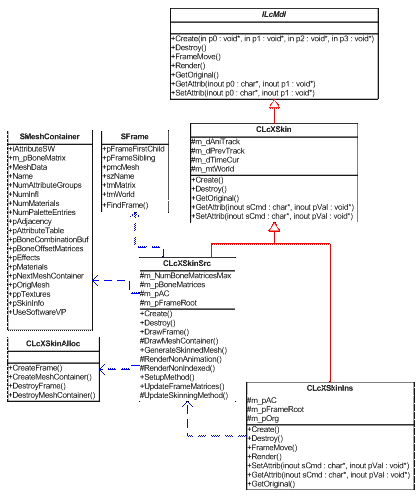 ILcMdl
+Create(in p0 : void*, in p1 : void*, in p2 : void*, in p3 : void*)
+Destroy()
+FrameMove()
+Render()
+GetOriginal()
+GetAttrib(inout p0 : char*, inout p1 : void*)
+SetAttrib(inout p0 : char*, inout p1 : void*)
CLcXSkin
#m_dAniTrack
#m_dPrevTrack
#m_dTimeCur
#m_mtWorld
+Create()
+Destroy()
+GetOriginal()
+GetAttrib(inout sCmd : char*, inout pVal : void*)
+SetAttrib(inout sCmd : char*, inout pVal : void*)
SMeshContainer
+iAttributeSW
+m_pBoneMatrix
+MeshData
+Name
+NumAttributeGroups
+NumInfl
+NumMaterials
+NumPaletteEntries
+pAdjacency
+pAttributeTable
+pBoneCombinationBuf
+pBoneOffsetMatrices
+pEffects
+pMaterials
+pNextMeshContainer
+pOrigMesh
+ppTextures
+pSkinInfo
+UseSoftwareVP
SFrame
+pFrameFirstChild
+pFrameSibling
+pmcMesh
+szName
+tmMatrix
+tmWorld
+FindFrame()
CLcXSkinSrc
#m_NumBoneMatricesMax
#m_pBoneMatrices
#m_pAC
#m_pFrameRoot
+Create()
+Destroy()
+DrawFrame()
#DrawMeshContainer()
+GenerateSkinnedMesh()
#RenderNonAnimation()
#RenderNonIndexed()
+SetupMethod()
+UpdateFrameMatrices()
#UpdateSkinningMethod()
CLcXSkinAlloc
+CreateFrame()
+CreateMeshContainer()
+DestroyFrame()
+DestroyMeshContainer()
CLcXSkinIns
#m_pAC
#m_pFrameRoot
#m_pOrg
+Create()
+Destroy()
+FrameMove()
+Render()
+SetAttrib(inout sCmd : char*, inout pVal : void*)
+GetAttrib(inout sCmd : char*, inout pVal : void*)
+GetOriginal()